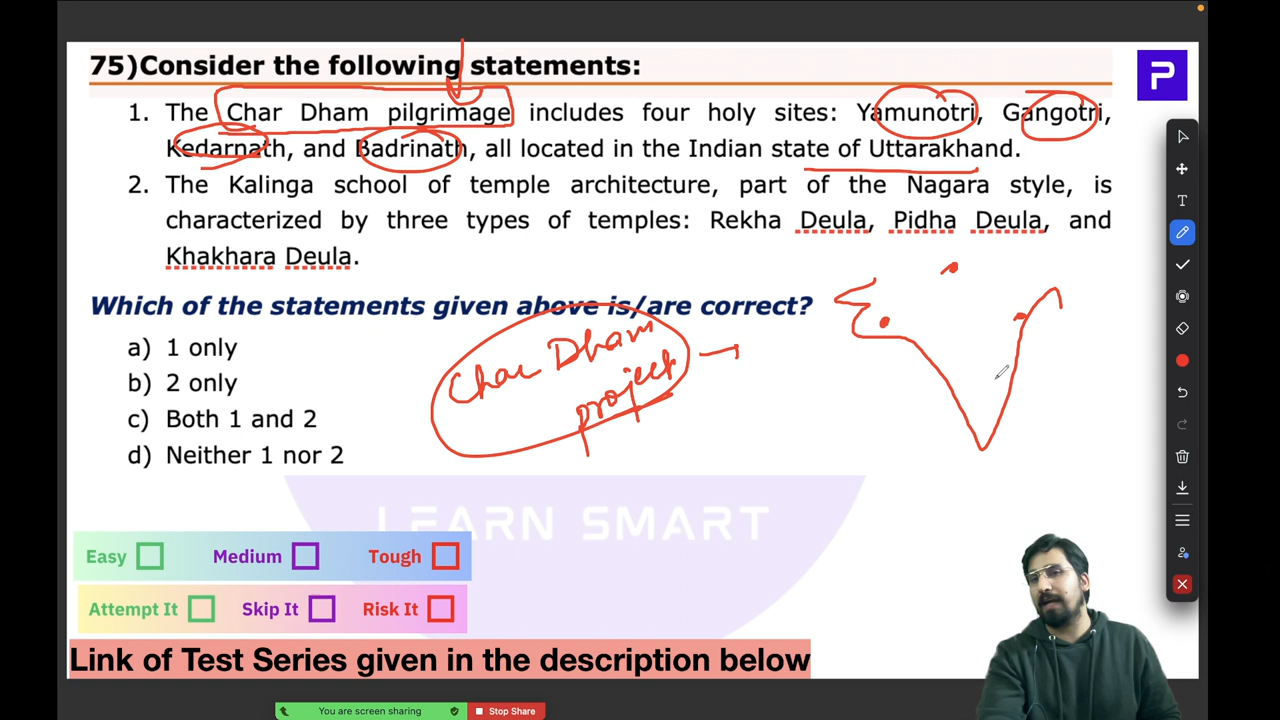 75)Consider the following statements:
1. The Char Dham pilgrimage includes four holy sites: Yamunotri, Gangotri,
Kedarnath, and Badrinath, all located in the Indian state of Uttarakhand.
2. The Kalinga school of temple architecture, part of the Nagara style, is
characterized by three types of temples: Rekha Deula, Pidha Deula, and
Khakhara Deula.
Which of the statements given above is/are correct?
a) 1 only
b) 2 only
c) Both 1 and 2
d) Neither 1 nor 2
Char Dham
project
LEARN SMART
Easy Medium Tough
Attempt It Skip It Risk It
Link of Test Series given in the description below
You are screen sharing Stop Share
P
T